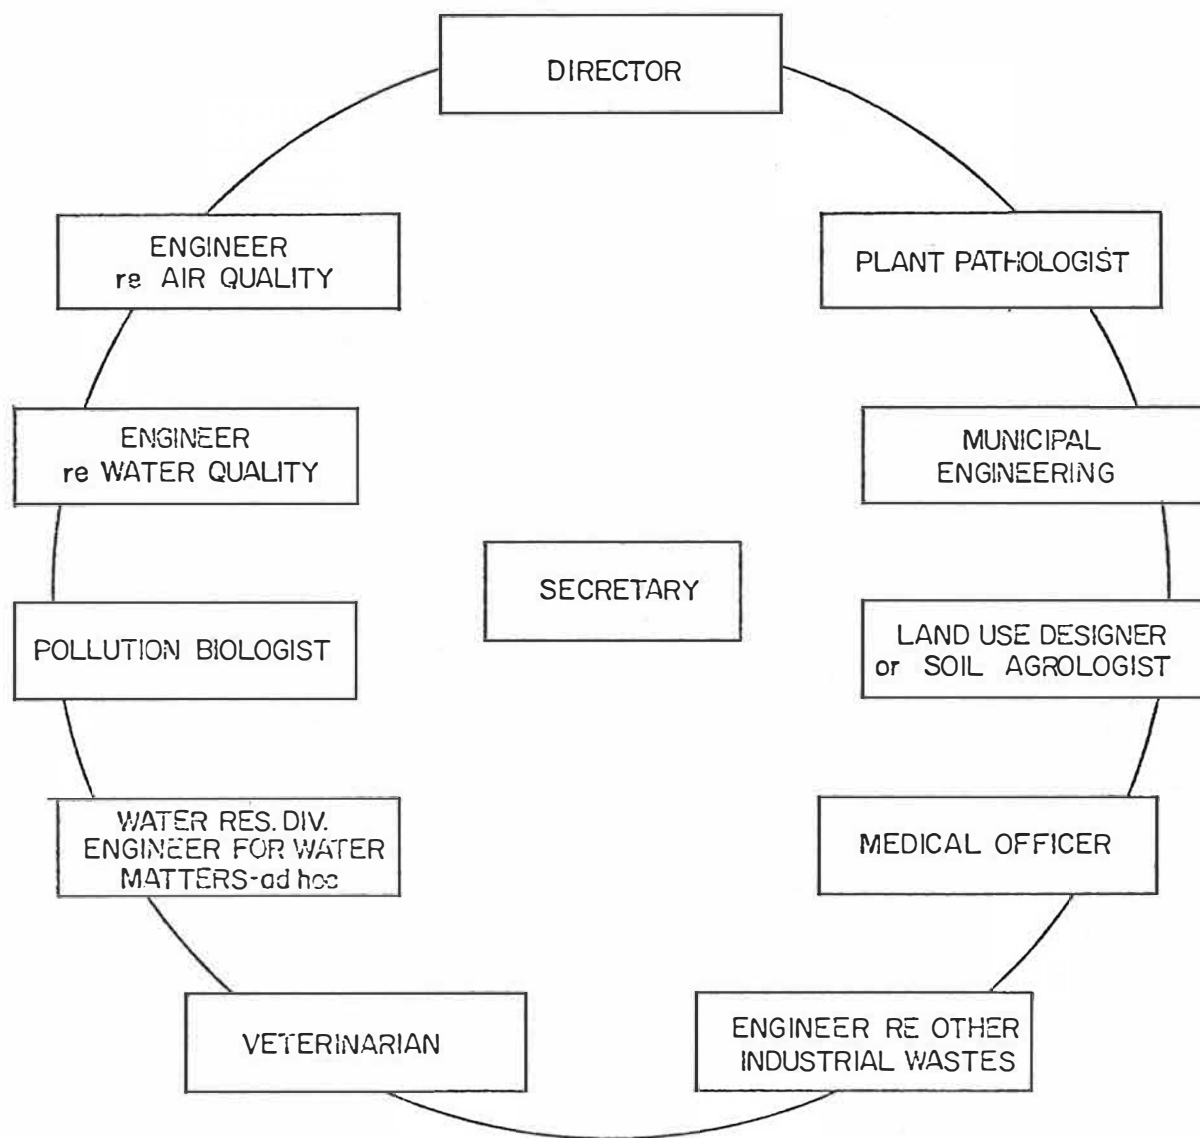 DIRECTOR
ENGINEER
re AIR QUALITY
PLANT PATHOLOGIST
ENGINEER
re WATER QUALITY
MUNICIPAL
ENGINEERING
SECRETARY
POLLUTION BIOLOGIST
LAND USE DESIGNER
or SOIL AGROLOGIST
WATER RES. DIV.
ENGINEER FOR WATER
MATTERS-ad hoc
MEDICAL OFFICER
VETERINARIAN
ENGINEER RE OTHER
INDUSTRIAL WASTES